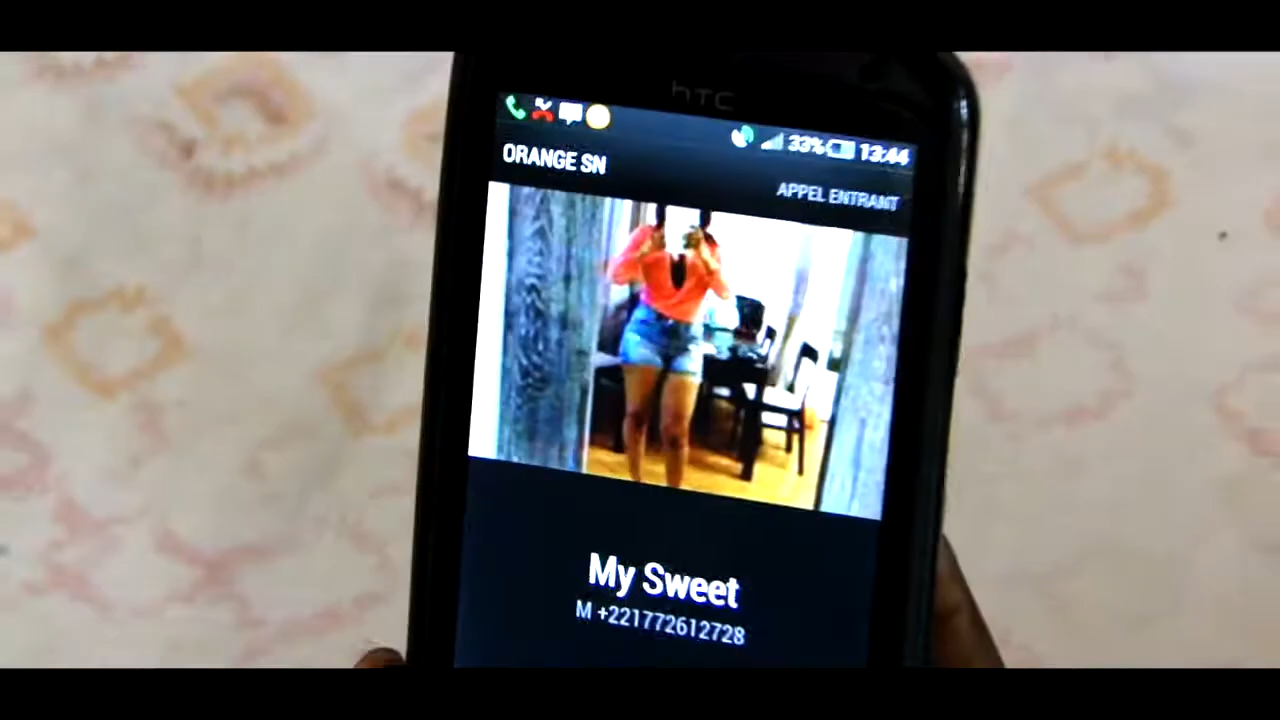 hTC
33% 13:44
ORANGE SN
APPEL ENTRANT
My Sweet
M +221772612728